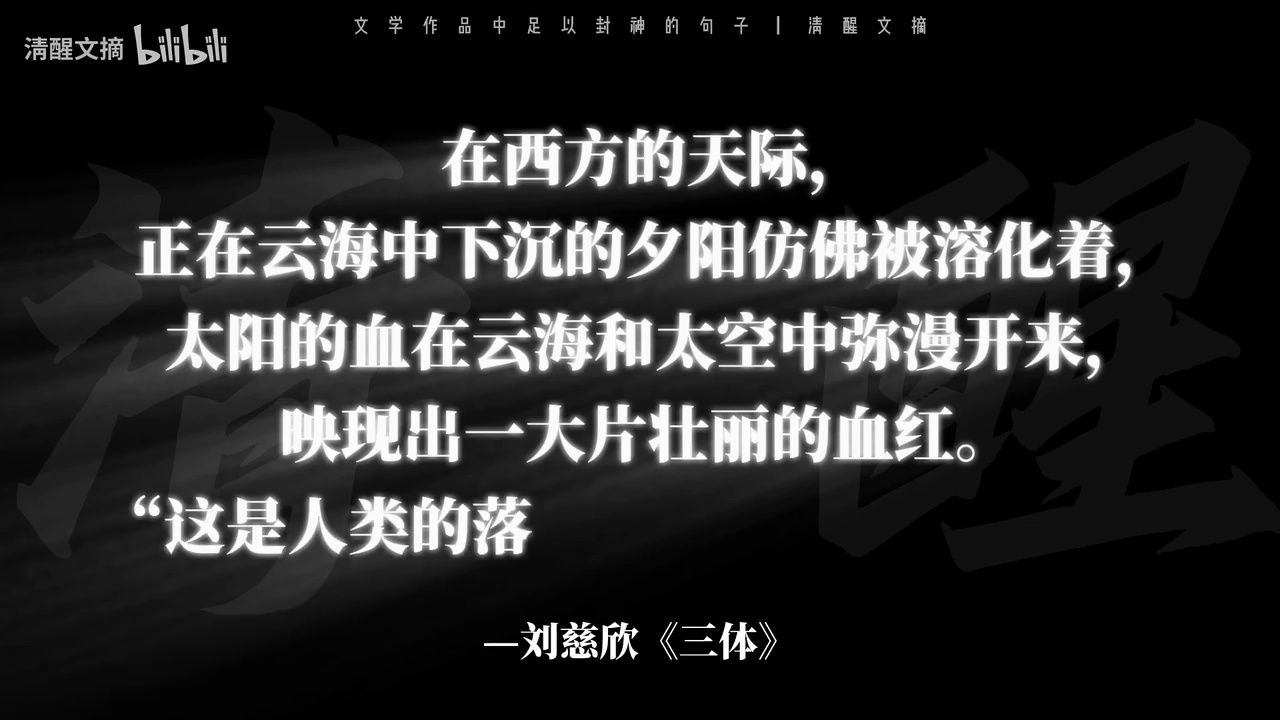 文学作品中足以封神的句子 | 清醒文摘
清醒文摘 bilibili
清醒
在西方的天际,
正在云海中下沉的夕阳仿佛被溶化着,
太阳的血在云海和太空中弥漫开来,
映现出一大片壮丽的血红。
“这是人类的落
—刘慈欣《三体》